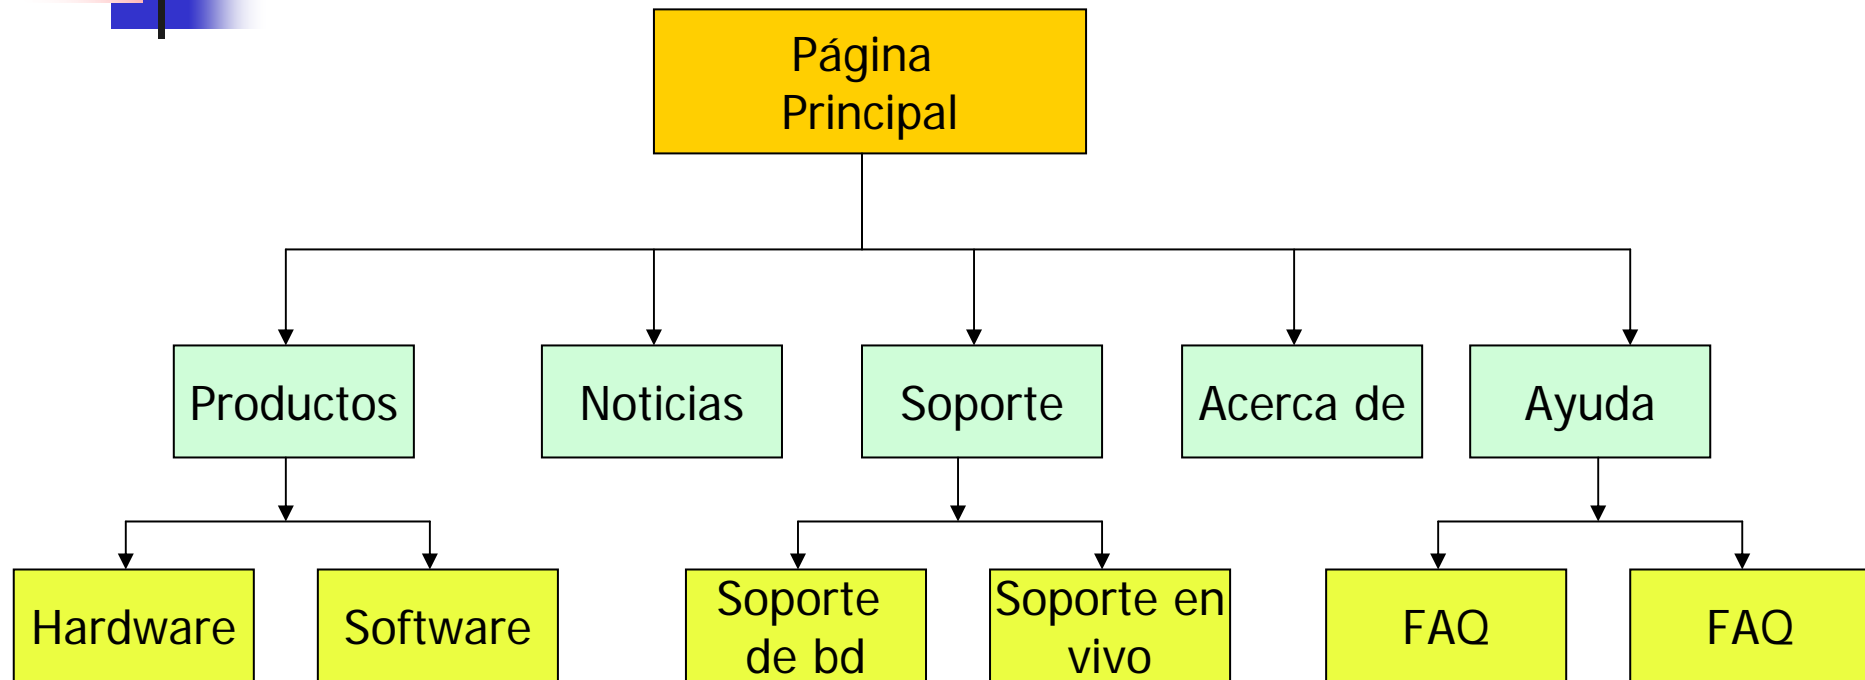 Página
Principal
Productos
Noticias
Soporte
Acerca de
Ayuda
Hardware
Software
Soporte
de bd
Soporte en
vivo
FAQ
FAQ